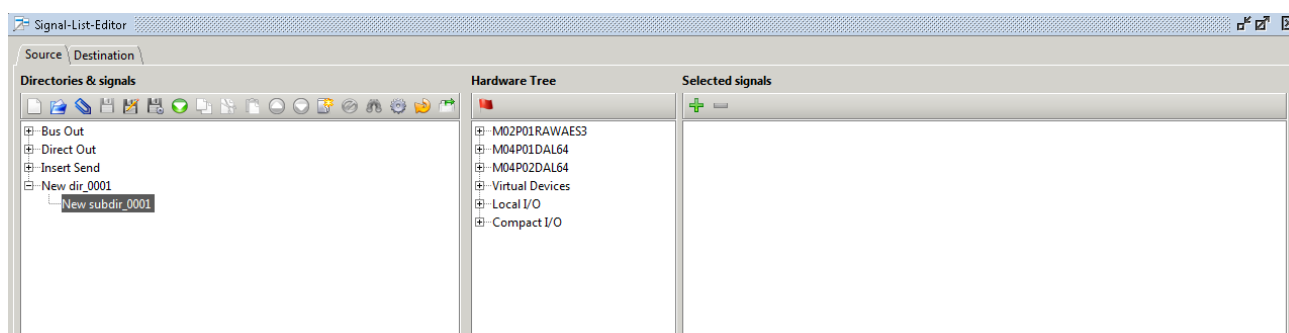 Signal-List-Editor
Source Destination
Directories & signals
Hardware Tree
Selected signals
Bus Out
Direct Out
Insert Send
New dir_0001
New subdir_0001
M02P01RAWAES3
M04P01DAL64
M04P02DAL64
Virtual Devices
Local I/O
Compact I/O